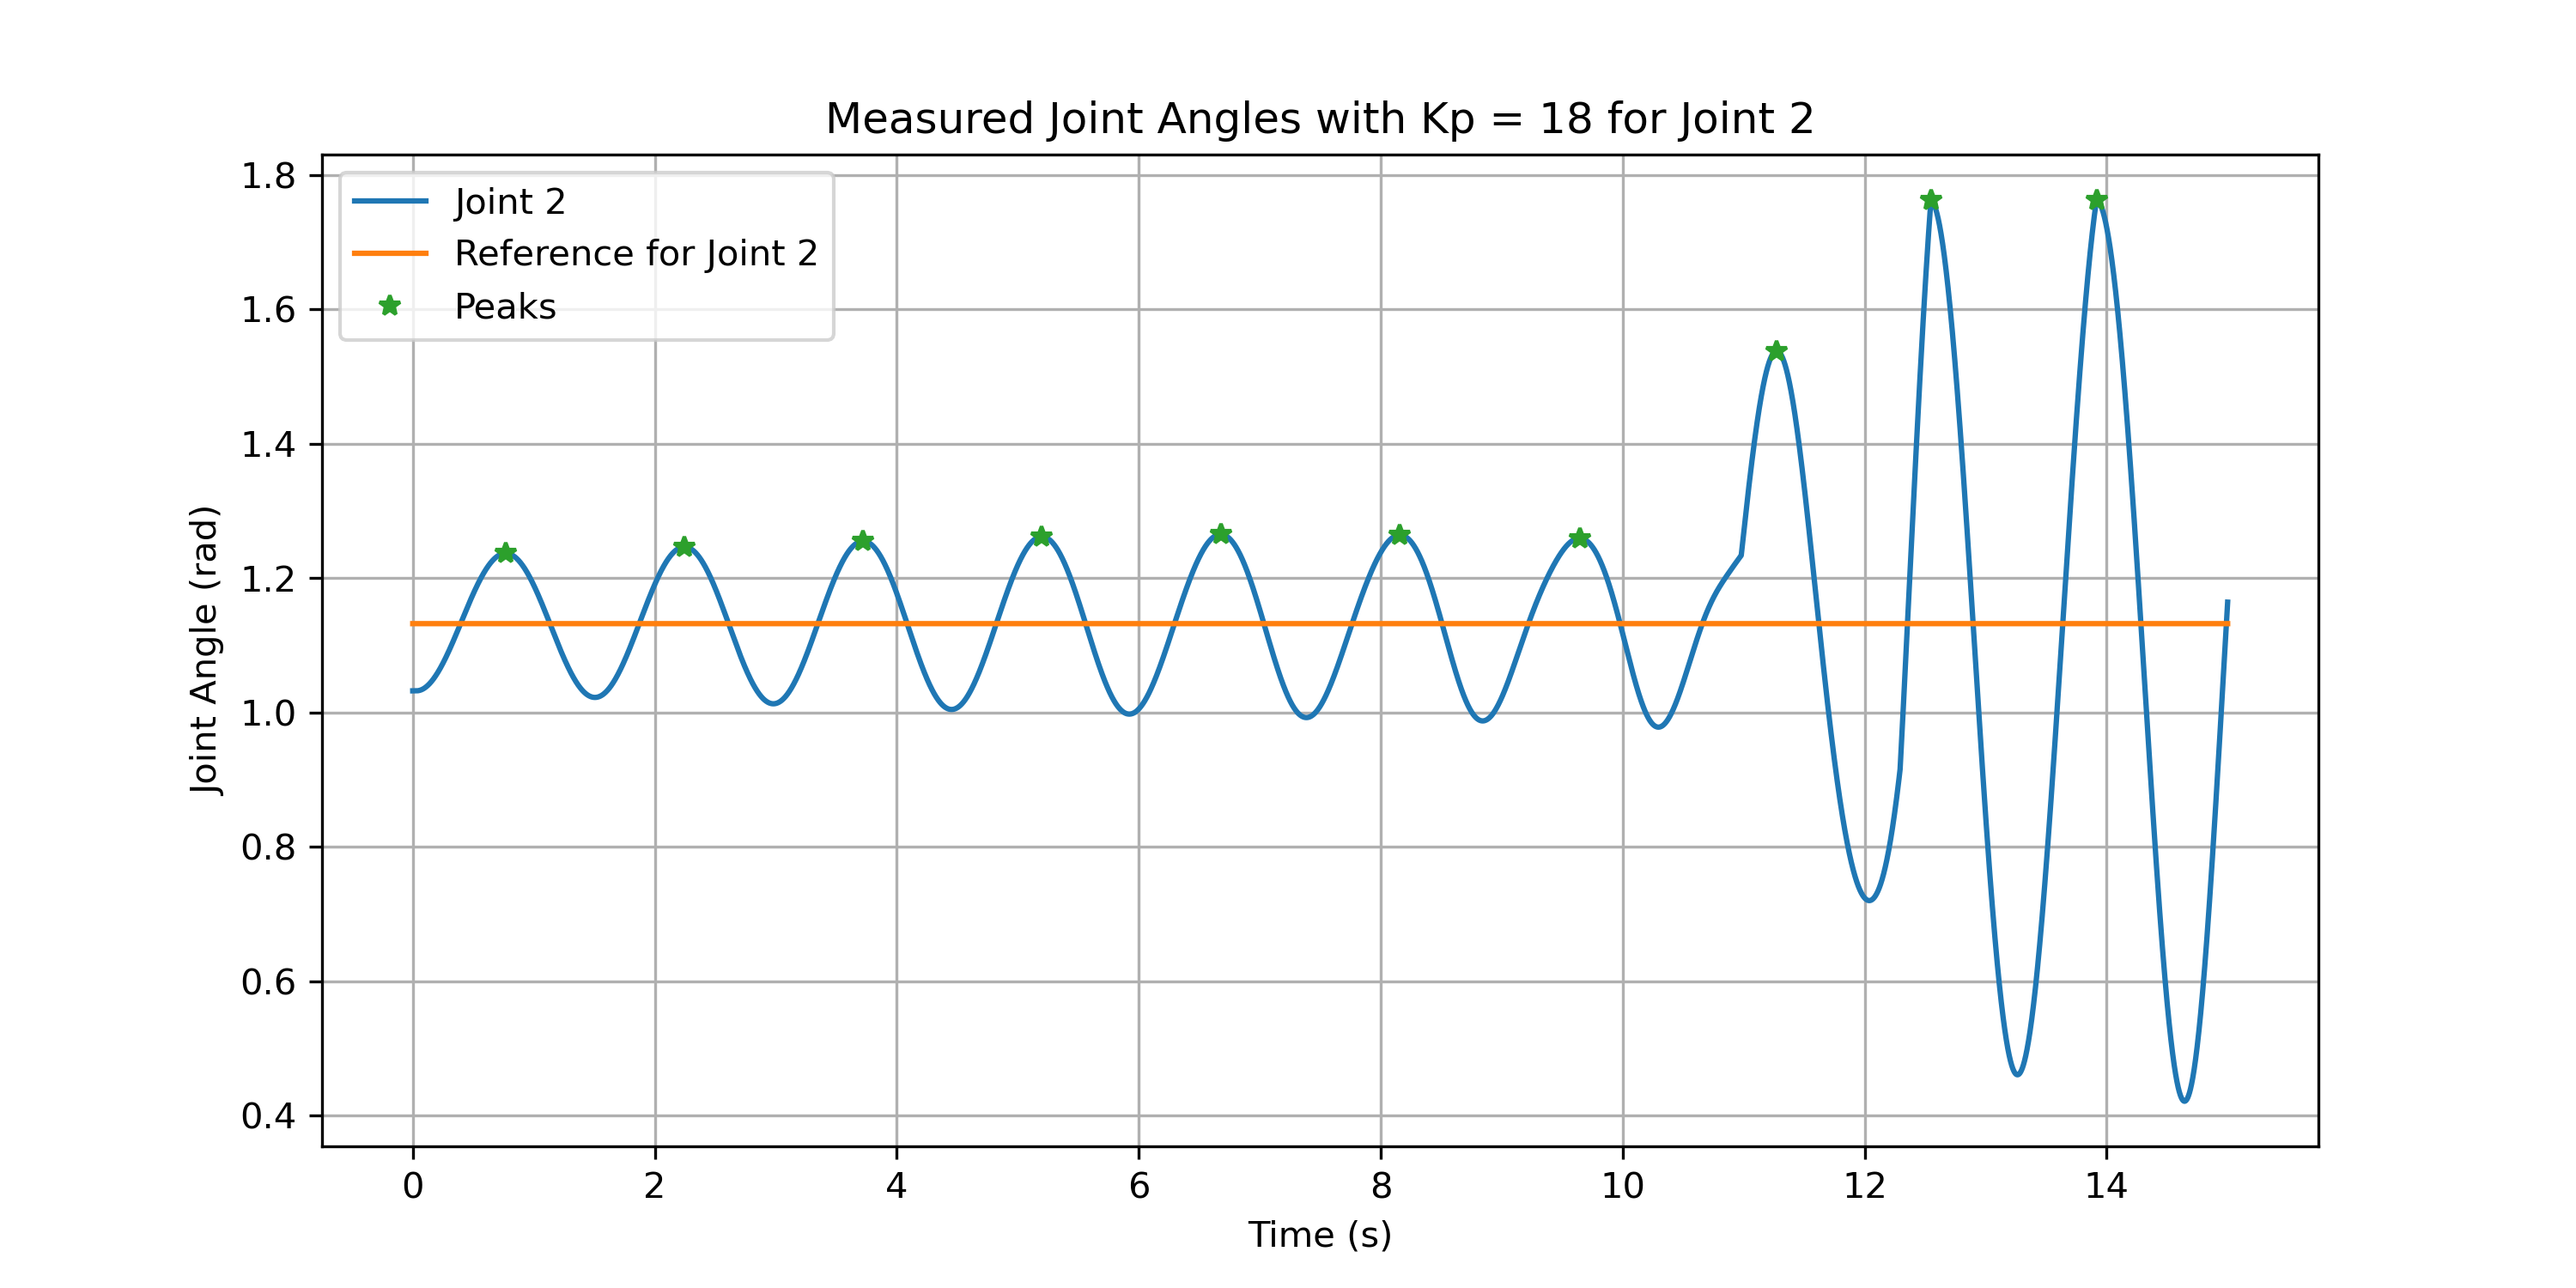 Measured Joint Angles with Kp = 18 for Joint 2
Joint 2
Reference for Joint 2
Peaks
Joint Angle (rad)
1.8
1.6
1.4
1.2
1.0
0.8
0.6
0.4
0 2 4 6 8 10 12 14
Time (s)